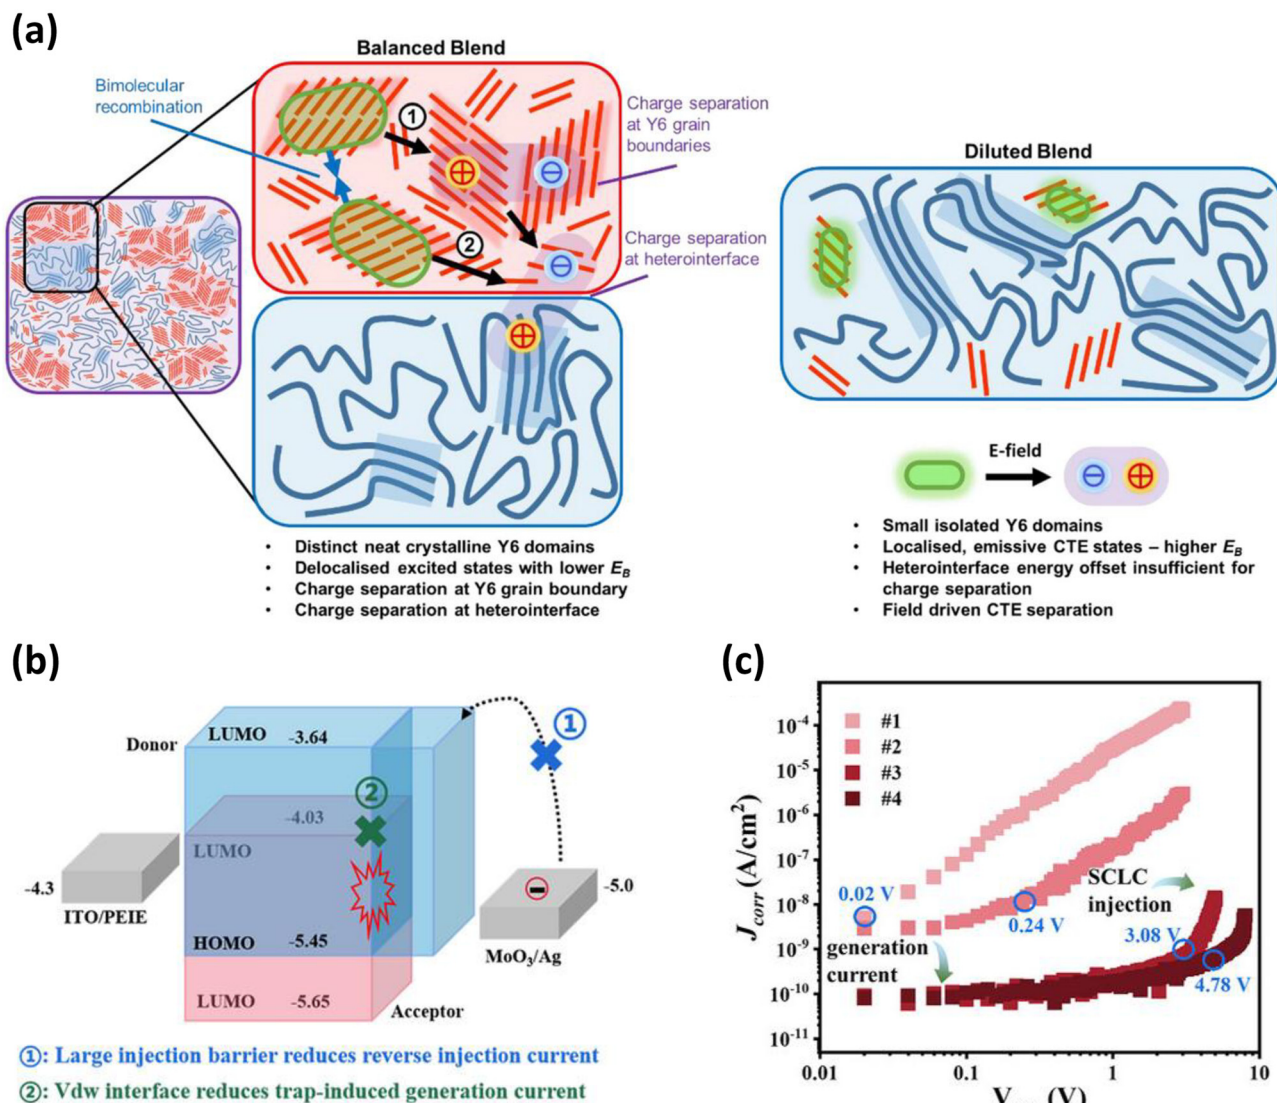 (a)
Balanced Blend
Bimolecular
recombination
1
2
Charge separation
at Y6 grain
boundaries
Charge separation
at heterointerface
• Distinct neat crystalline Y6 domains
• Delocalised excited states with lower E_B
• Charge separation at Y6 grain boundary
• Charge separation at heterointerface
Diluted Blend
E-field
• Small isolated Y6 domains
• Localised, emissive CTE states – higher E_B
• Heterointerface energy offset insufficient for
charge separation
• Field driven CTE separation
(b)
Donor
LUMO -3.64
①
②
-4.03
LUMO
-4.3
ITO/PEIE
HOMO -5.45
-5.0
MoO₃/Ag
LUMO -5.65
Acceptor
①: Large injection barrier reduces reverse injection current
②: Vdw interface reduces trap-induced generation current
(c)
J_corr (A/cm²)
10⁻⁴
10⁻⁵
10⁻⁶
10⁻⁷
10⁻⁸
10⁻⁹
10⁻¹⁰
10⁻¹¹
#1
#2
#3
#4
0.02 V
0.24 V
SCLC
injection
3.08 V
4.78 V
generation
current
0.01 0.1 1 10
(V)